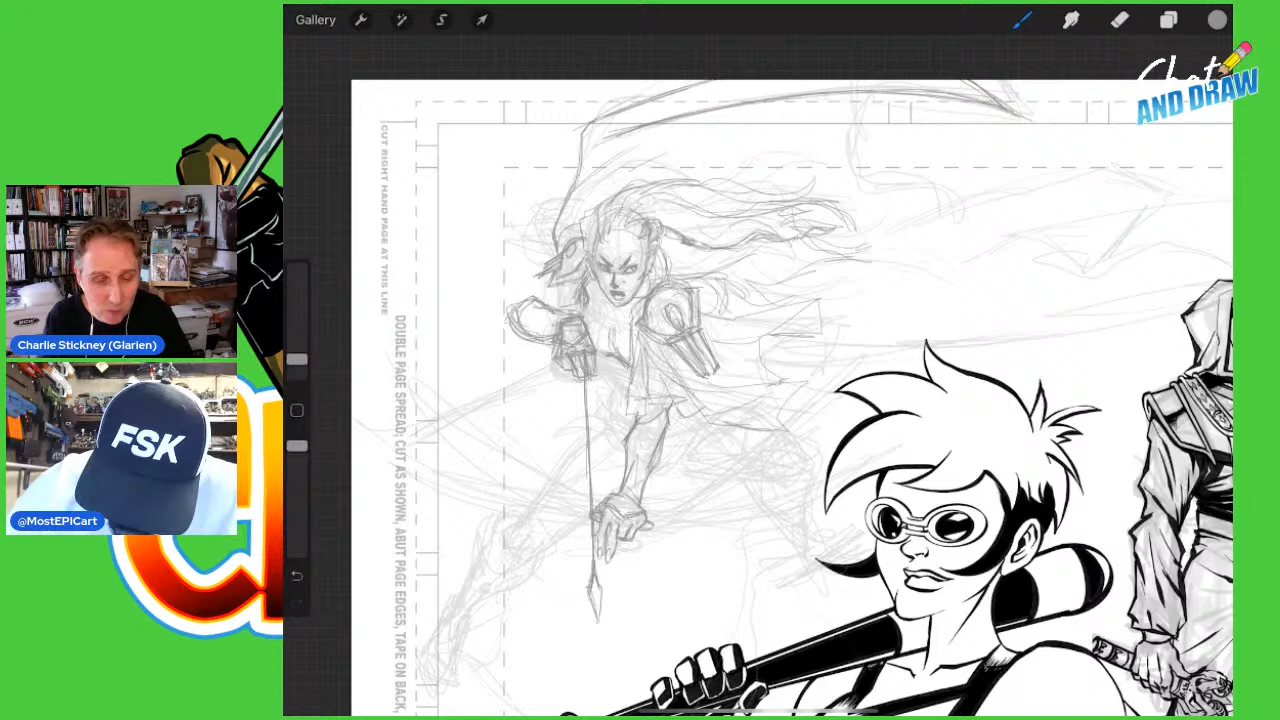 Gallery
Chat
AND DRAW
CUT RIGHT HAND PAGE AT THIS LINE
DOUBLE PAGE SPREAD; CUT AS SHOWN, ABUT PAGE EDGES, TAPE ON BACK,
Charlie Stickney (Glarien)
FSK
@MostEPICart